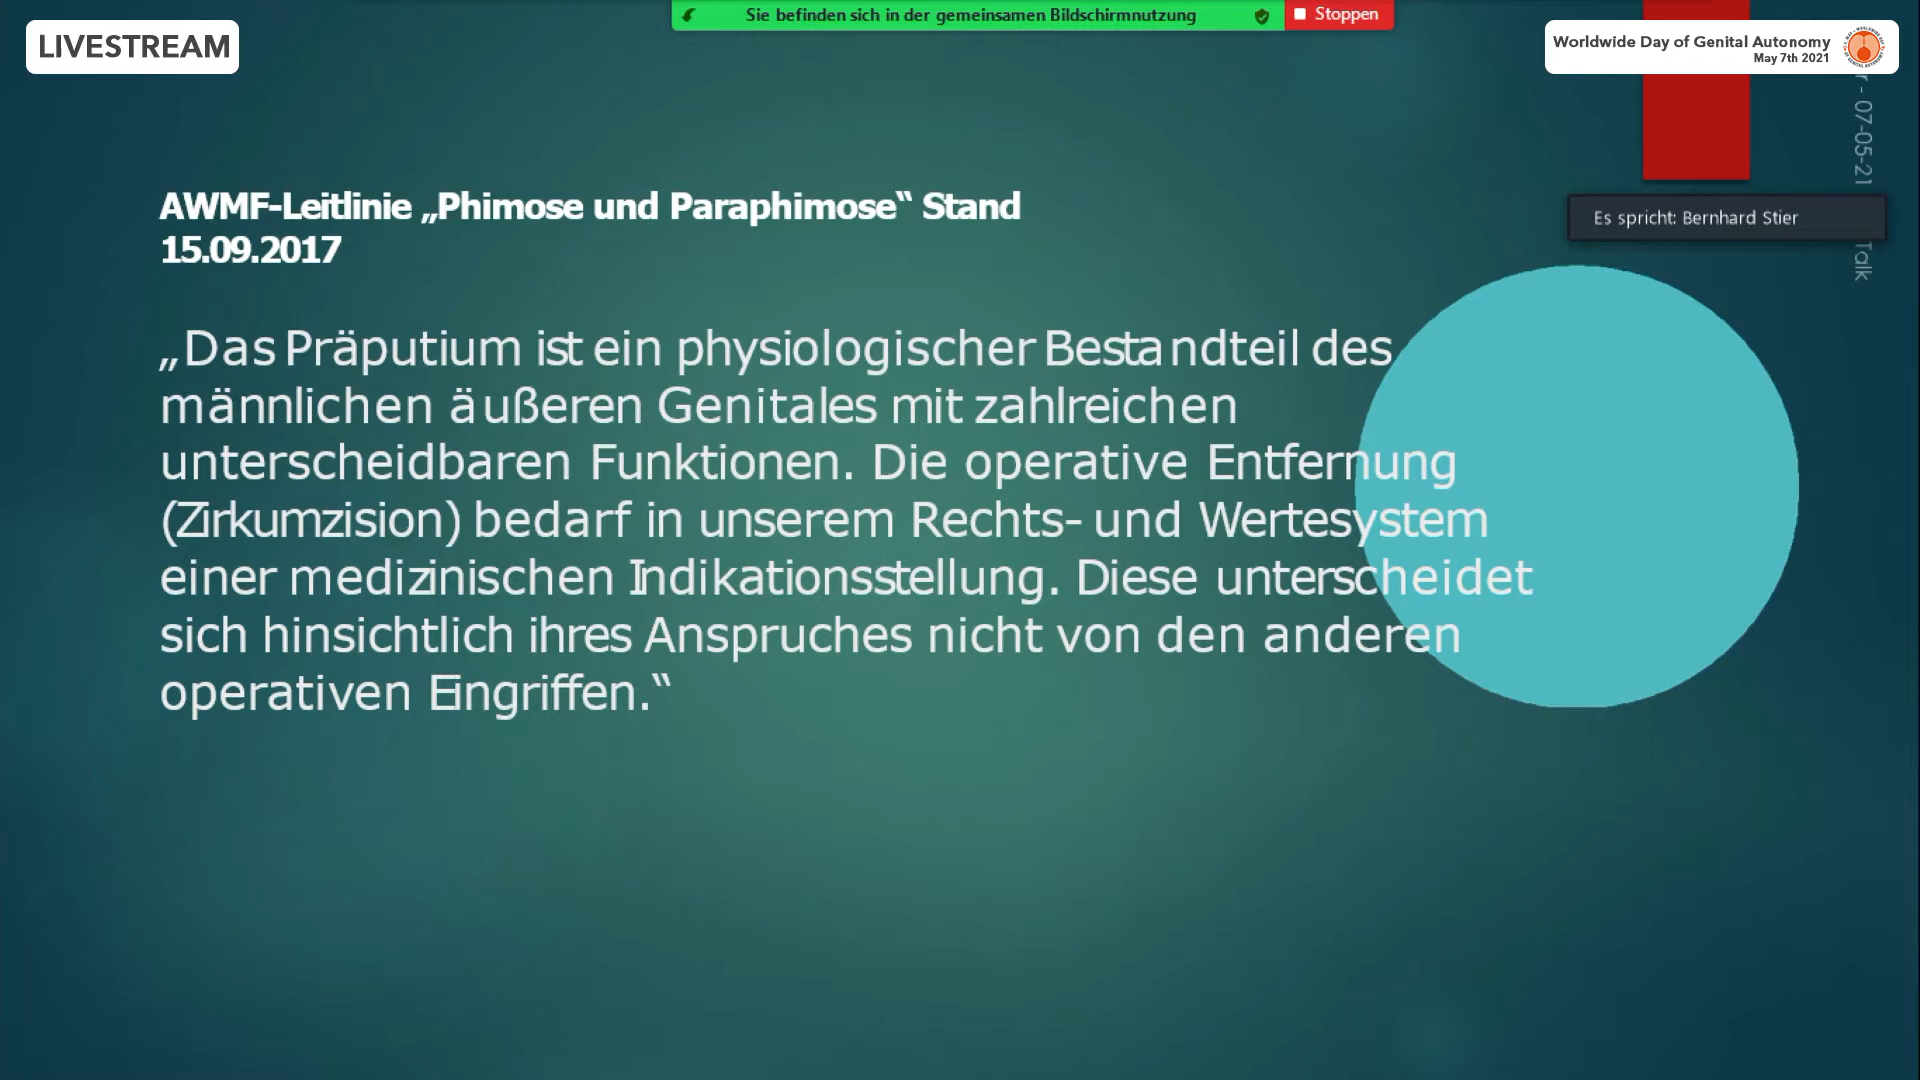 Sie befinden sich in der gemeinsamen Bildschirmnutzung
Stoppen
LIVESTREAM
Worldwide Day of Genital Autonomy
May 7th 2021
- 07-05-21
Talk
Es spricht: Bernhard Stier
AWMF-Leitlinie „Phimose und Paraphimose“ Stand
15.09.2017
„Das Präputium ist ein physiologischer Bestandteil des
männlichen äußeren Genitales mit zahlreichen
unterscheidbaren Funktionen. Die operative Entfernung
(Zirkumzision) bedarf in unserem Rechts- und Wertesystem
einer medizinischen Indikationsstellung. Diese unterscheidet
sich hinsichtlich ihres Anspruches nicht von den anderen
operativen Eingriffen.“